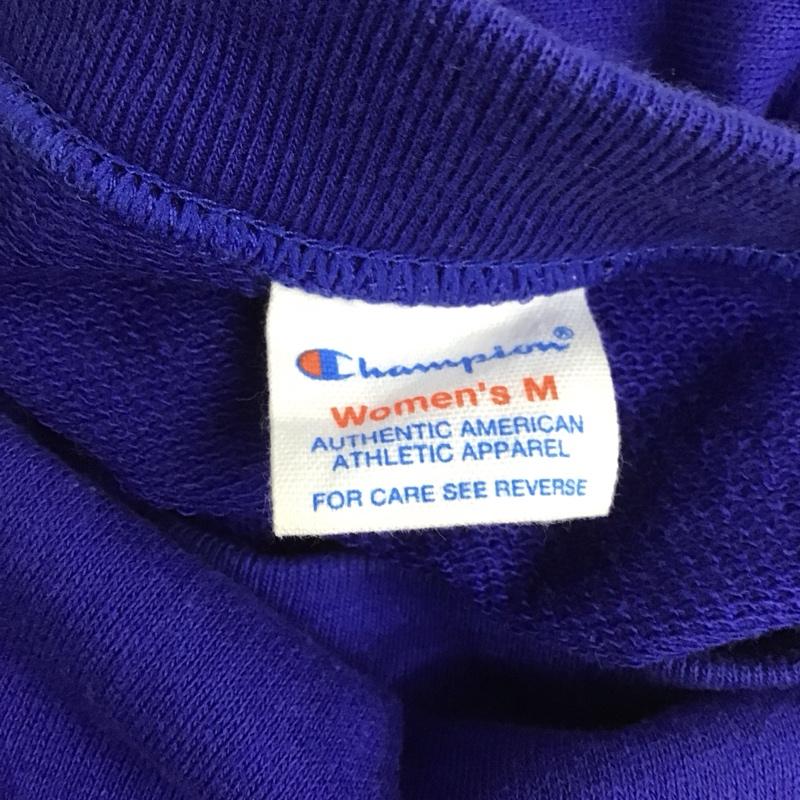 Champion®
Women's M
AUTHENTIC AMERICAN
ATHLETIC APPAREL
FOR CARE SEE REVERSE